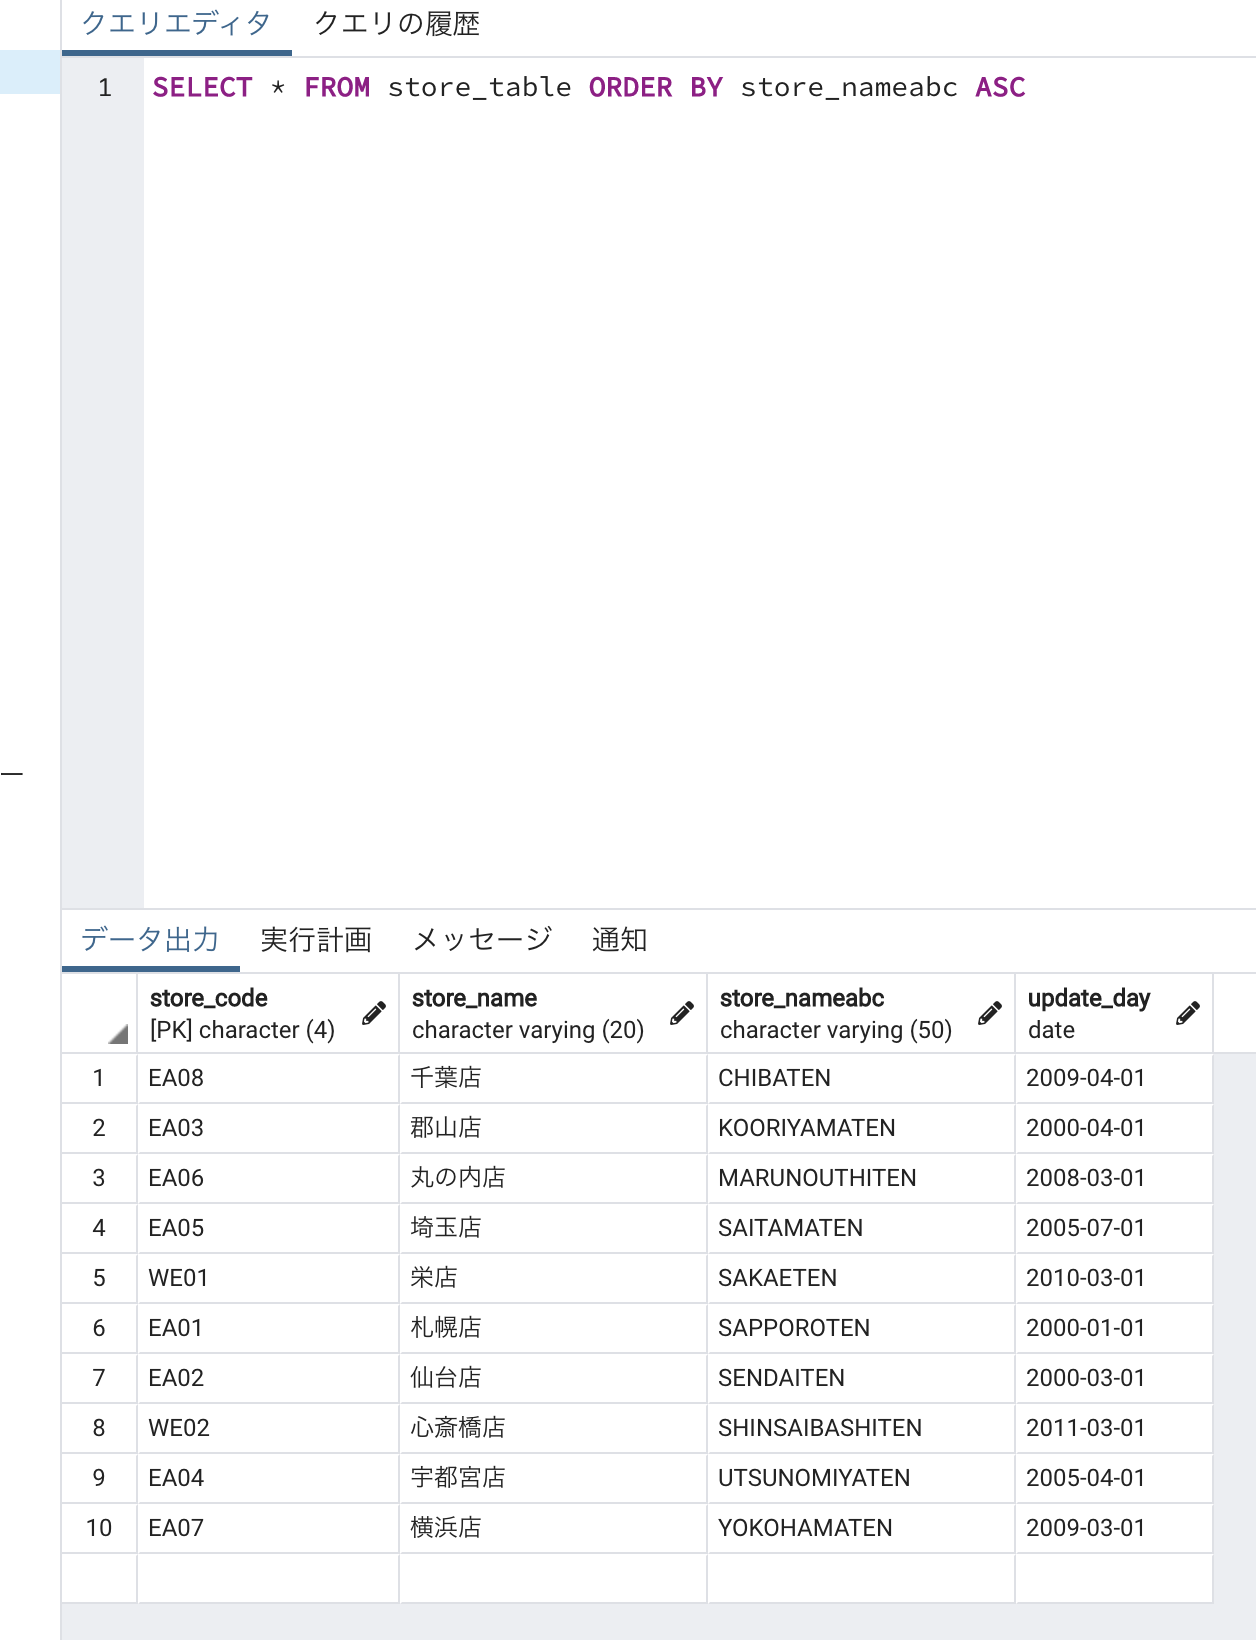 クエリエディタ クエリの履歴
1 SELECT * FROM store_table ORDER BY store_nameabc ASC
データ出力 実行計画 メッセージ 通知
store_code store_name store_nameabc update_day
[PK] character (4) character varying (20) character varying (50) date
1 EA08 千葉店 CHIBATEN 2009-04-01
2 EA03 郡山店 KOORIYAMATEN 2000-04-01
3 EA06 丸の内店 MARUNOUTHITEN 2008-03-01
4 EA05 埼玉店 SAITAMATEN 2005-07-01
5 WE01 栄店 SAKAETEN 2010-03-01
6 EA01 札幌店 SAPPOROTEN 2000-01-01
7 EA02 仙台店 SENDAITEN 2000-03-01
8 WE02 心斎橋店 SHINSAIBASHITEN 2011-03-01
9 EA04 宇都宮店 UTSUNOMIYATEN 2005-04-01
10 EA07 横浜店 YOKOHAMATEN 2009-03-01